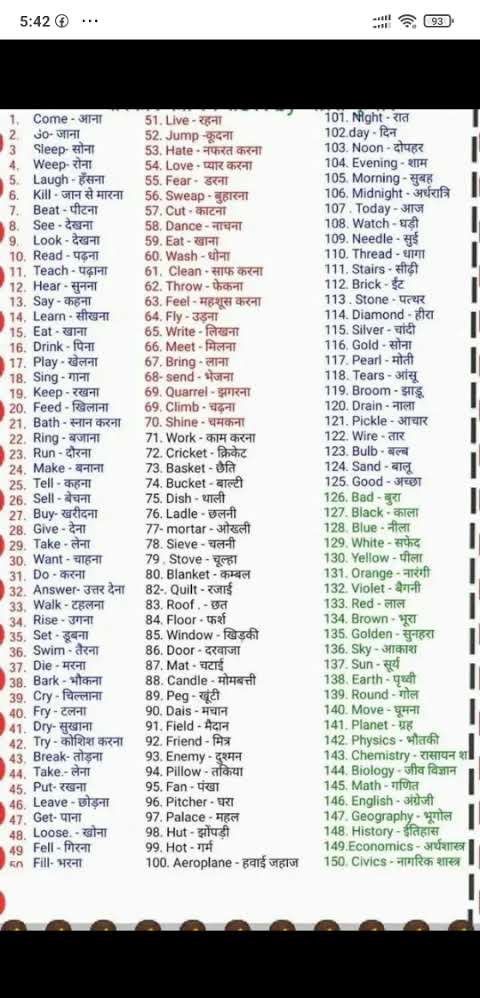 5:42
93
1. Come - आना
2. Go- जाना
3 Sleep- सोना
4. Weep- रोना
5. Laugh - हँसना
6. Kill - जान से मारना
7. Beat - पीटना
8. See - देखना
9. Look - देखना
10. Read - पढ़ना
11. Teach - पढ़ाना
12. Hear - सुनना
13. Say - कहना
14. Learn - सीखना
15. Eat - खाना
16. Drink - पिना
17. Play - खेलना
18. Sing - गाना
19. Keep - रखना
20. Feed - खिलाना
21. Bath - स्नान करना
22. Ring - बजाना
23. Run - दौरना
24. Make - बनाना
25. Tell - कहना
26. Sell - बेचना
27. Buy- खरीदना
28. Give - देना
29. Take - लेना
30. Want - चाहना
31. Do - करना
32. Answer- उत्तर देना
33. Walk - टहलना
34. Rise - उगना
35. Set - डूबना
36. Swim - तैरना
37. Die - मरना
38. Bark - भौकना
39. Cry - चिल्लाना
40. Fry - टलना
41. Dry- सुखाना
42. Try - कोशिश करना
43. Break- तोड़ना
44. Take.- लेना
45. Put- रखना
46. Leave - छोड़ना
47. Get- पाना
48. Loose. - खोना
49 Fell - गिरना
50 Fill- भरना
51. Live - रहना
52. Jump -कूदना
53. Hate - नफरत करना
54. Love - प्यार करना
55. Fear - डरना
56. Sweap - बुहारना
57. Cut - काटना
58. Dance - नाचना
59. Eat - खाना
60. Wash - धोना
61. Clean - साफ करना
62. Throw - फेकना
63. Feel - महशूस करना
64. Fly - उड़ना
65. Write - लिखना
66. Meet - मिलना
67. Bring - लाना
68- send - भेजना
69. Quarrel - झगरना
69. Climb - चढ़ना
70. Shine - चमकना
71. Work - काम करना
72. Cricket - क्रिकेट
73. Basket - छैति
74. Bucket - बाल्टी
75. Dish - थाली
76. Ladle - छलनी
77- mortar - ओख्ली
78. Sieve - चलनी
79 . Stove - चूल्हा
80. Blanket - कम्बल
82-. Quilt - रजाई
83. Roof . - छत
84. Floor - फर्श
85. Window - खिड़की
86. Door - दरवाजा
87. Mat - चटाई
88. Candle - मोमबत्ती
89. Peg - खूंटी
90. Dais - मचान
91. Field - मैदान
92. Friend - मित्र
93. Enemy - दुश्मन
94. Pillow - तकिया
95. Fan - पंखा
96. Pitcher - घरा
97. Palace - महल
98. Hut - झोंपड़ी
99. Hot - गर्म
100. Aeroplane - हवाई जहाज
101. Night - रात
102.day - दिन
103. Noon - दोपहर
104. Evening - शाम
105. Morning - सुबह
106. Midnight - अर्धरात्रि
107 . Today - आज
108. Watch - घड़ी
109. Needle - सुई
110. Thread - धागा
111. Stairs - सीढ़ी
112. Brick - ईंट
113 . Stone - पत्थर
114. Diamond - हीरा
115. Silver - चांदी
116. Gold - सोना
117. Pearl - मोती
118. Tears - आंसू
119. Broom - झाडू
120. Drain - नाला
121. Pickle - आचार
122. Wire - तार
123. Bulb - बल्ब
124. Sand - बालू
125. Good - अच्छा
126. Bad - बुरा
127. Black - काला
128. Blue - नीला
129. White - सफेद
130. Yellow - पीला
131. Orange - नारंगी
132. Violet - बैगनी
133. Red - लाल
134. Brown - भूरा
135. Golden - सुनहरा
136. Sky - आकाश
137. Sun - सूर्य
138. Earth - पृथ्वी
139. Round - गोल
140. Move - घूमना
141. Planet - ग्रह
142. Physics - भौतकी
143. Chemistry - रासायन श
144. Biology - जीव विज्ञान
145. Math - गणित
146. English - अंग्रेजी
147. Geography - भूगोल
148. History - ईतिहास
149.Economics - अर्थशास्त्र
150. Civics - नागरिक शास्त्र